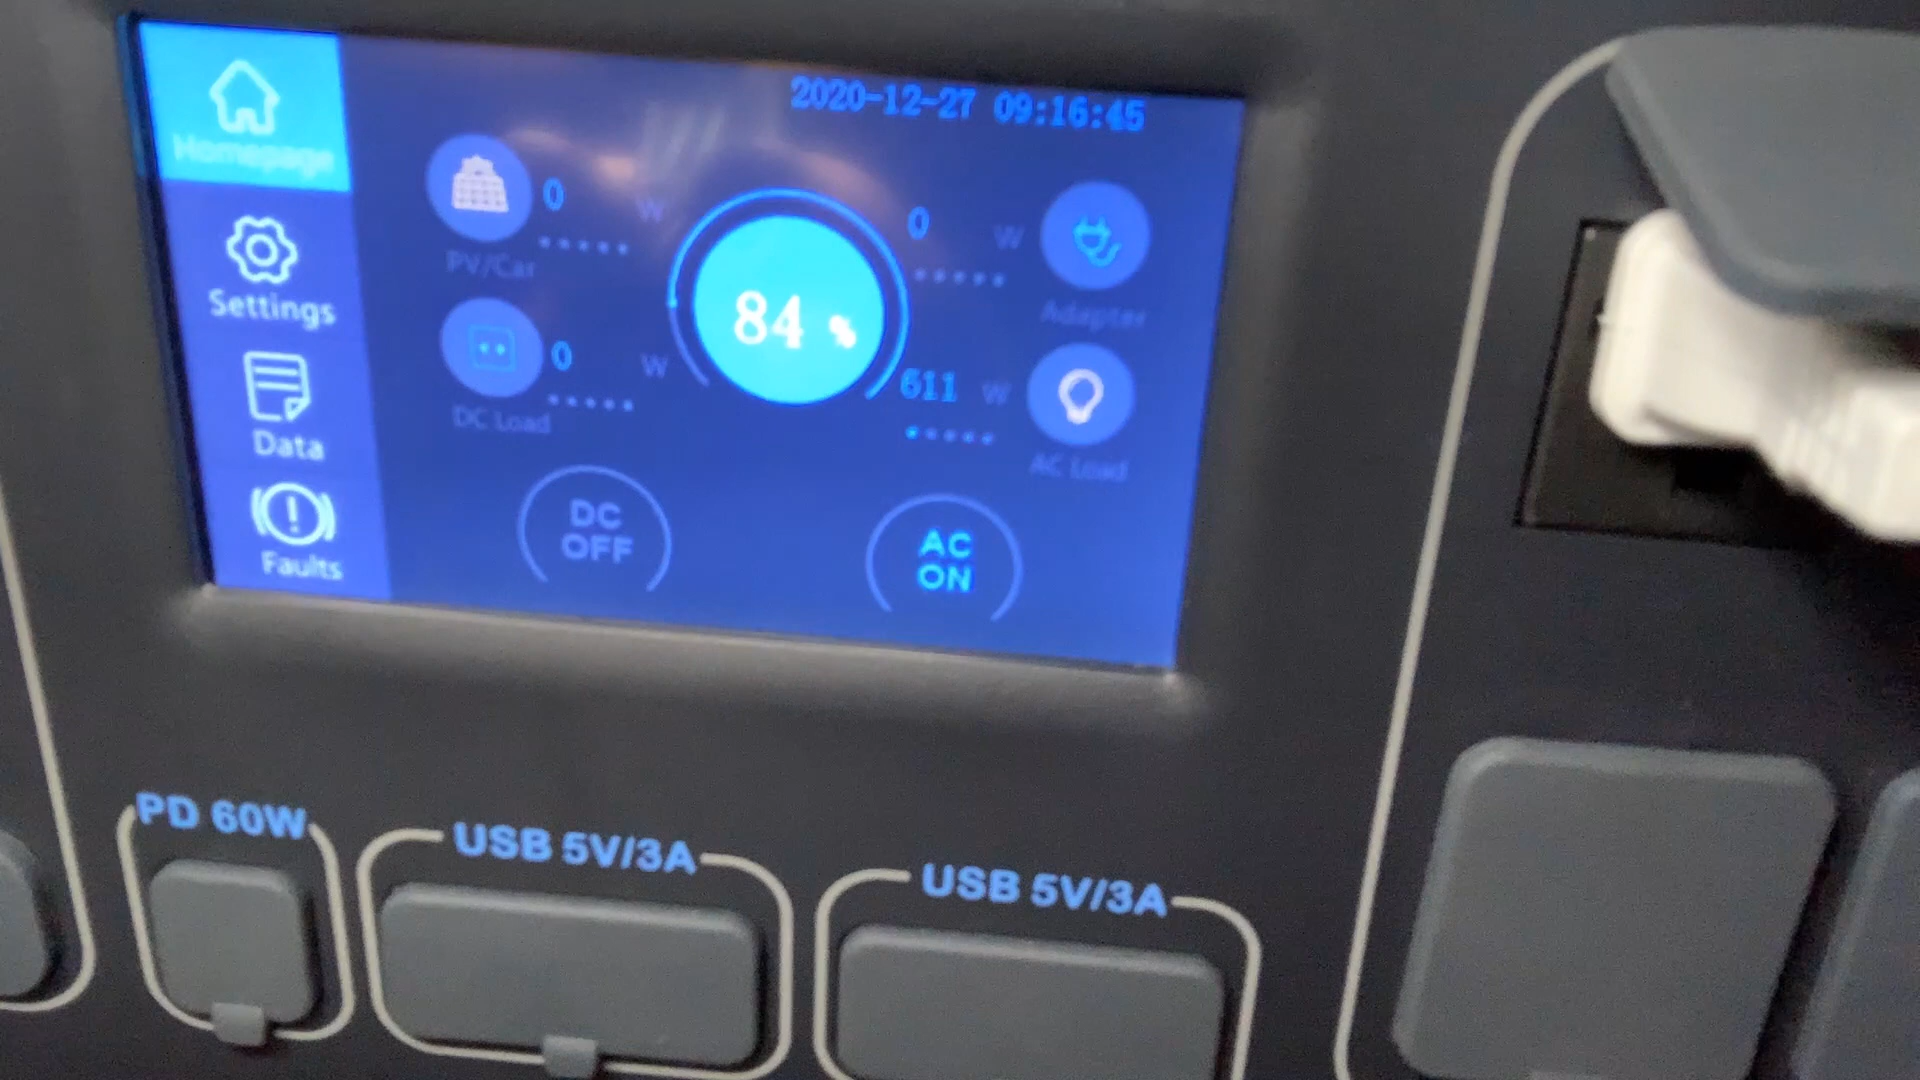 2020-12-27 09:16:45
Homepage
Settings
Data
Faults
0 W
PV/Car
0 W
DC Load
84 %
0 W
Adapter
611 W
AC Load
DC
OFF
AC
ON
PD 60W
USB 5V/3A
USB 5V/3A